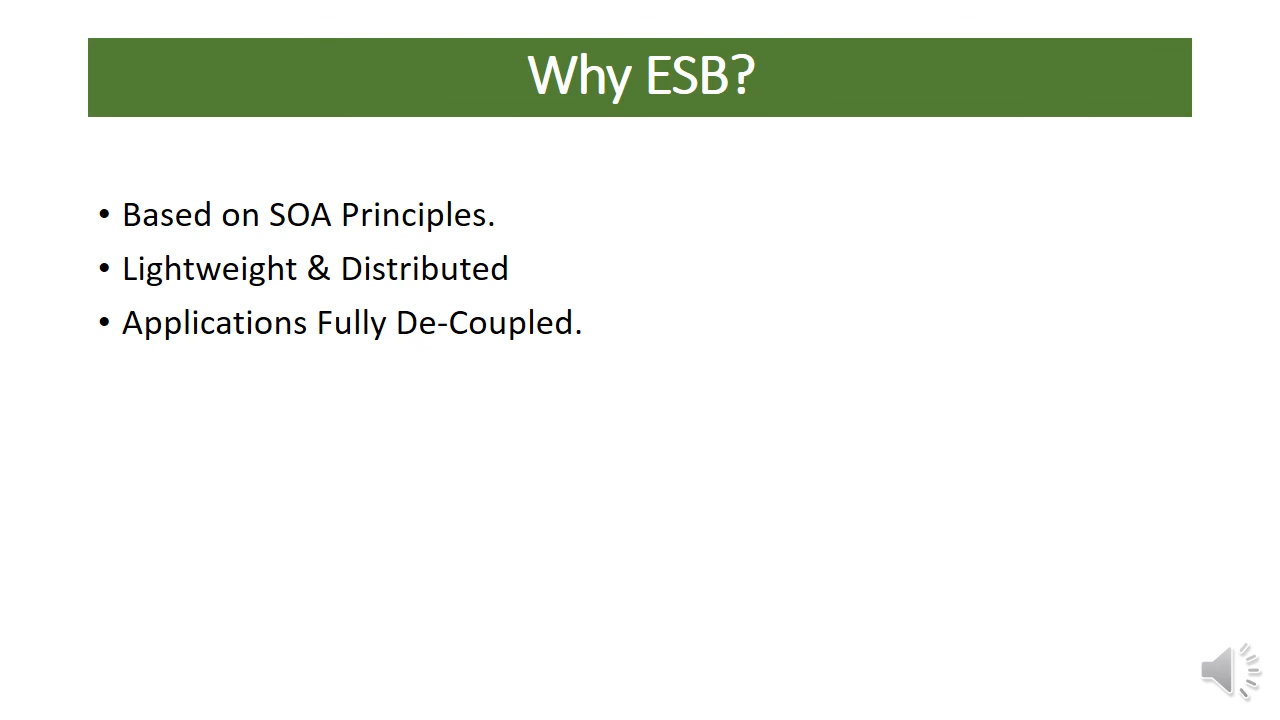 Why ESB?
• Based on SOA Principles.
• Lightweight & Distributed
• Applications Fully De-Coupled.